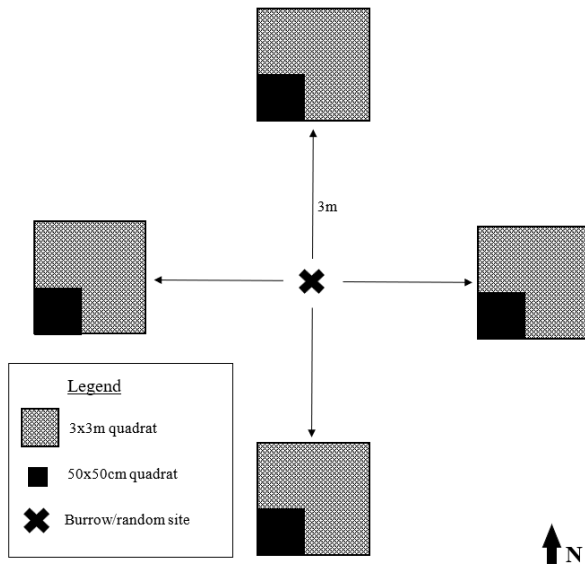 3m
Legend
3x3m quadrat
50x50cm quadrat
Burrow/random site
N